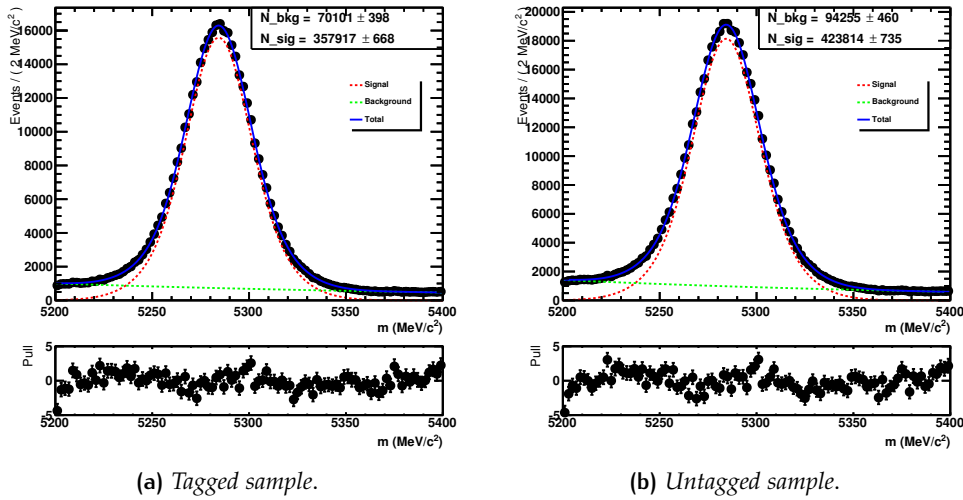 N_bkg = 70101 ± 398
N_sig = 357917 ± 668
Events / ( 2 MeV/c²)
16000
14000
12000
10000
8000
6000
4000
2000
0
Signal
Background
Total
5200 5250 5300 5350 5400
m (MeV/c²)
Pull
5
0
-5
5200 5250 5300 5350 5400
m (MeV/c²)
(a) Tagged sample.
N_bkg = 94255 ± 460
N_sig = 423814 ± 735
Events / ( 2 MeV/c²)
20000
18000
16000
14000
12000
10000
8000
6000
4000
2000
0
Signal
Background
Total
5200 5250 5300 5350 5400
m (MeV/c²)
Pull
5
0
-5
5200 5250 5300 5350 5400
m (MeV/c²)
(b) Untagged sample.